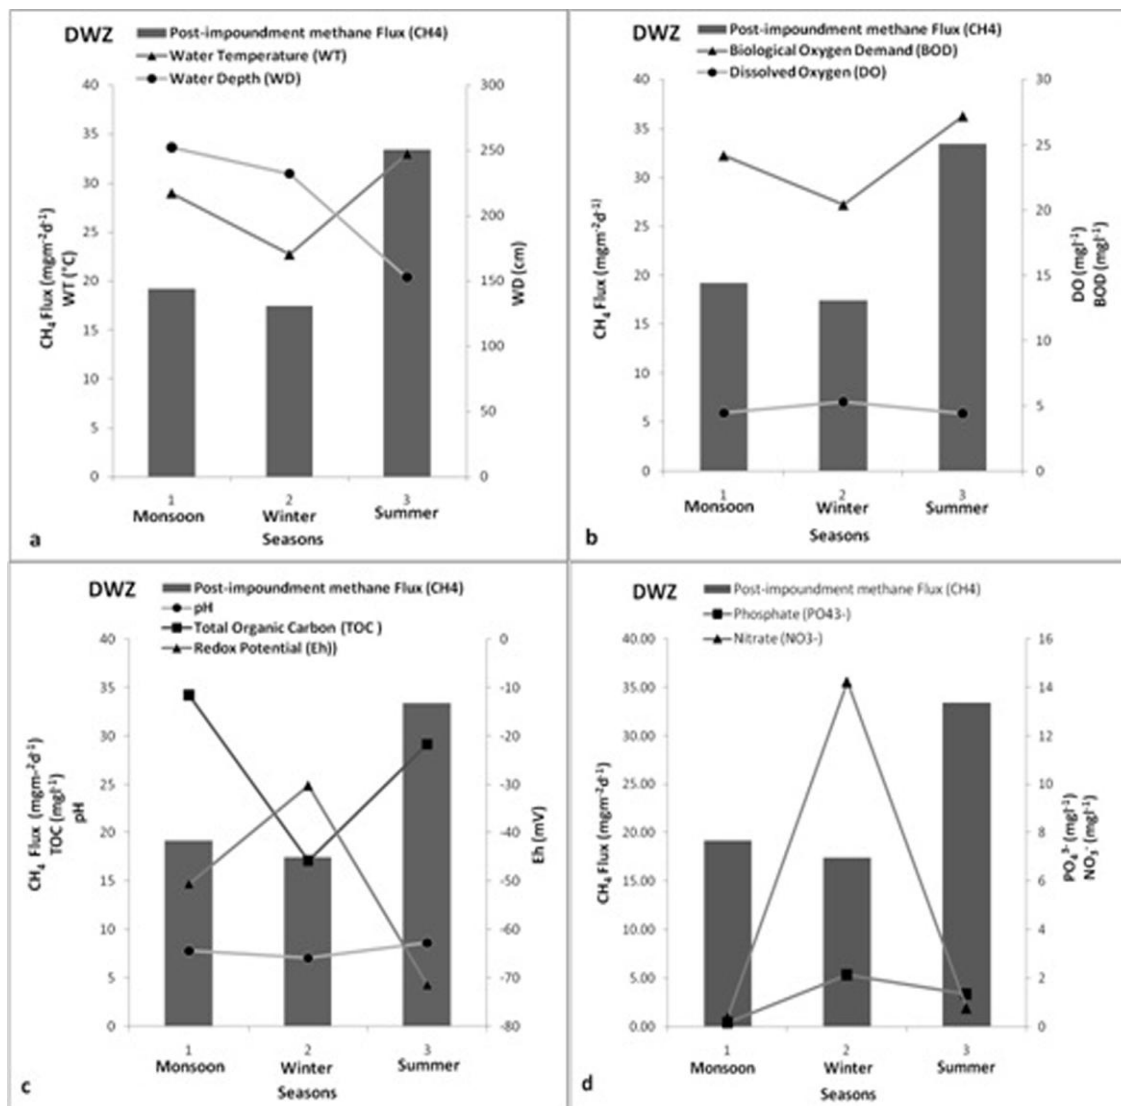 DWZ
Post-impoundment methane Flux (CH4)
Water Temperature (WT)
Water Depth (WD)
40
35
30
25
20
15
10
5
0
300
250
200
150
100
50
0
CH₄ Flux (mgm⁻²d⁻¹)
WT (°C)
WD (cm)
1
2
3
Monsoon
Winter
Summer
Seasons
a
DWZ
Post-impoundment methane Flux (CH4)
Biological Oxygen Demand (BOD)
Dissolved Oxygen (DO)
40
35
30
25
20
15
10
5
0
30
25
20
15
10
5
0
CH₄ Flux (mgm⁻²d⁻¹⁾
DO (mgl⁻¹)
BOD (mgl⁻¹)
1
2
3
Monsoon
Winter
Summer
Seasons
b
DWZ
Post-impoundment methane Flux (CH4)
pH
Total Organic Carbon (TOC )
Redox Potential (Eh))
40
35
30
25
20
15
10
5
0
0
-10
-20
-30
-40
-50
-60
-70
-80
CH₄ Flux (mgm-²d⁻¹)
TOC (mgl⁻¹)
pH
Eh (mV)
1
2
3
Monsoon
Winter
Summer
Seasons
c
DWZ
Post-impoundment methane Flux (CH4)
Phosphate (PO43-)
Nitrate (NO3-)
40.00
35.00
30.00
25.00
20.00
15.00
10.00
5.00
0.00
16
14
12
10
8
6
4
2
0
CH₄ Flux (mgm⁻²d⁻¹)
PO₄³⁻ (mgl⁻¹)
NO₃⁻ (mgl⁻¹)
1
2
3
Monsoon
Winter
Summer
Seasons
d